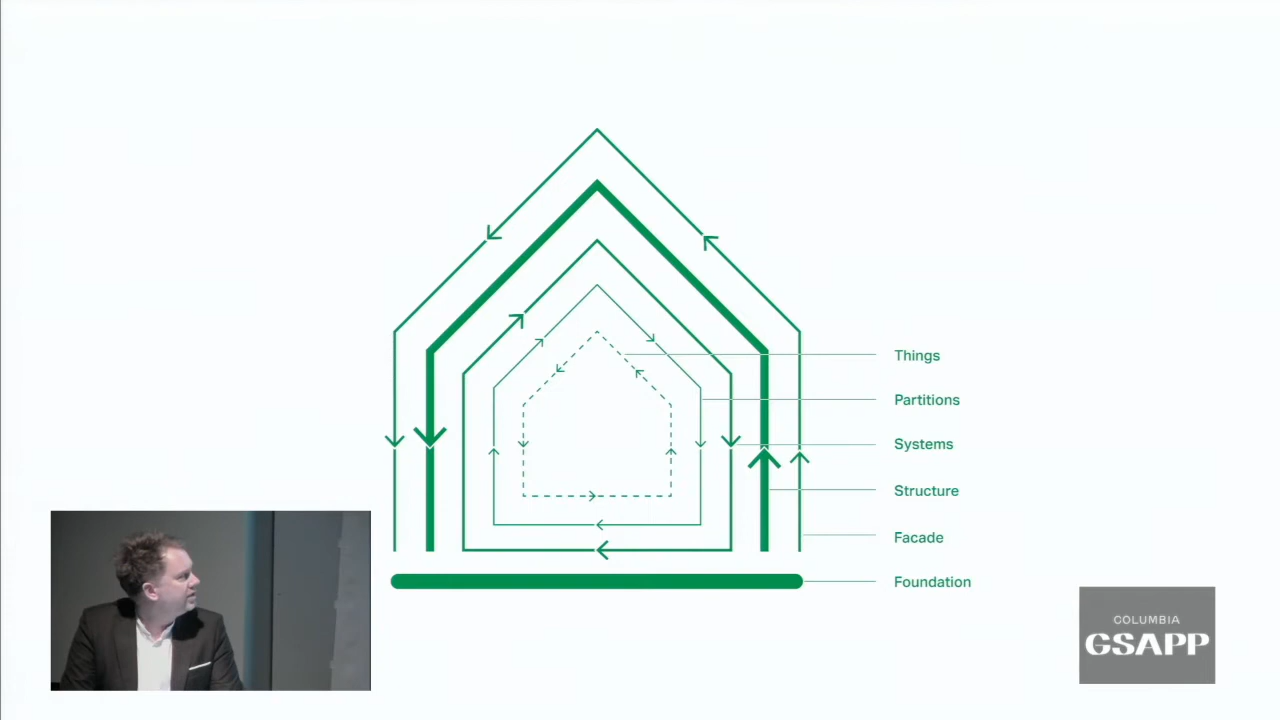 Things
Partitions
Systems
Structure
Facade
Foundation
COLUMBIA
GSAPP